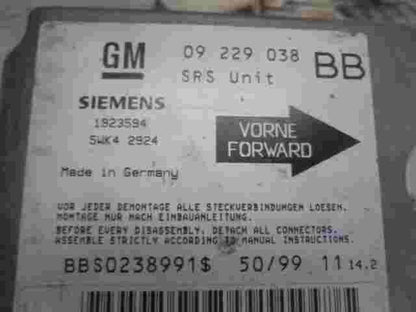 GM 09 229 038 BB
SRS Unit
SIEMENS
1923594
5WK4 2924
VORNE
FORWARD
Made in Germany
VOR JEDER DEMONTAGE ALLE STECKVERBINDUNGEN LOESEN.
MONTAGE NUR NACH EINBAUANLEITUNG.
BEFORE EVERY DISASSEMBLY, DETACH ALL CONNECTORS.
ASSEMBLE STRICTLY ACCORDING TO MANUAL INSTRUCTIONS.
BBS0238991$ 50/99 11 14.2